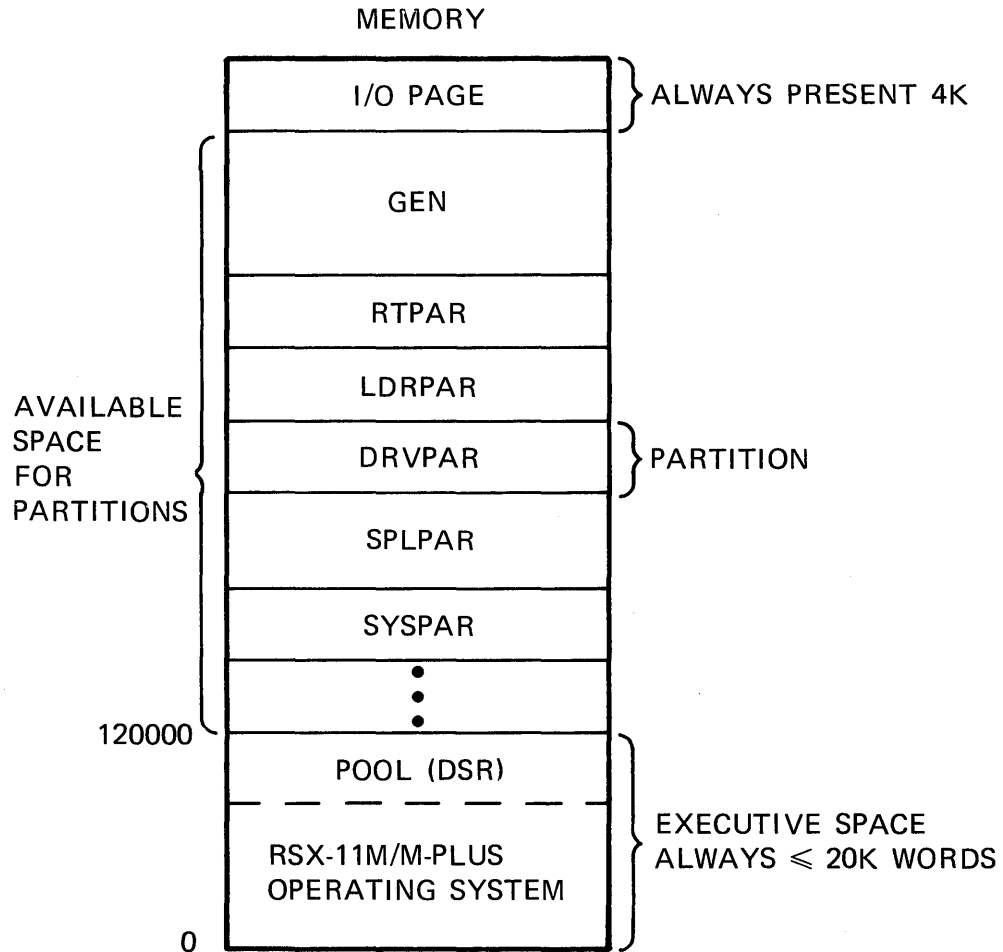 MEMORY
I/O PAGE
ALWAYS PRESENT 4K
GEN
RTPAR
LDRPAR
AVAILABLE
SPACE
FOR
PARTITIONS
DRVPAR
PARTITION
SPLPAR
SYSPAR
120000
POOL (DSR)
EXECUTIVE SPACE
ALWAYS ⩽ 20K WORDS
RSX-11M/M-PLUS
OPERATING SYSTEM
0